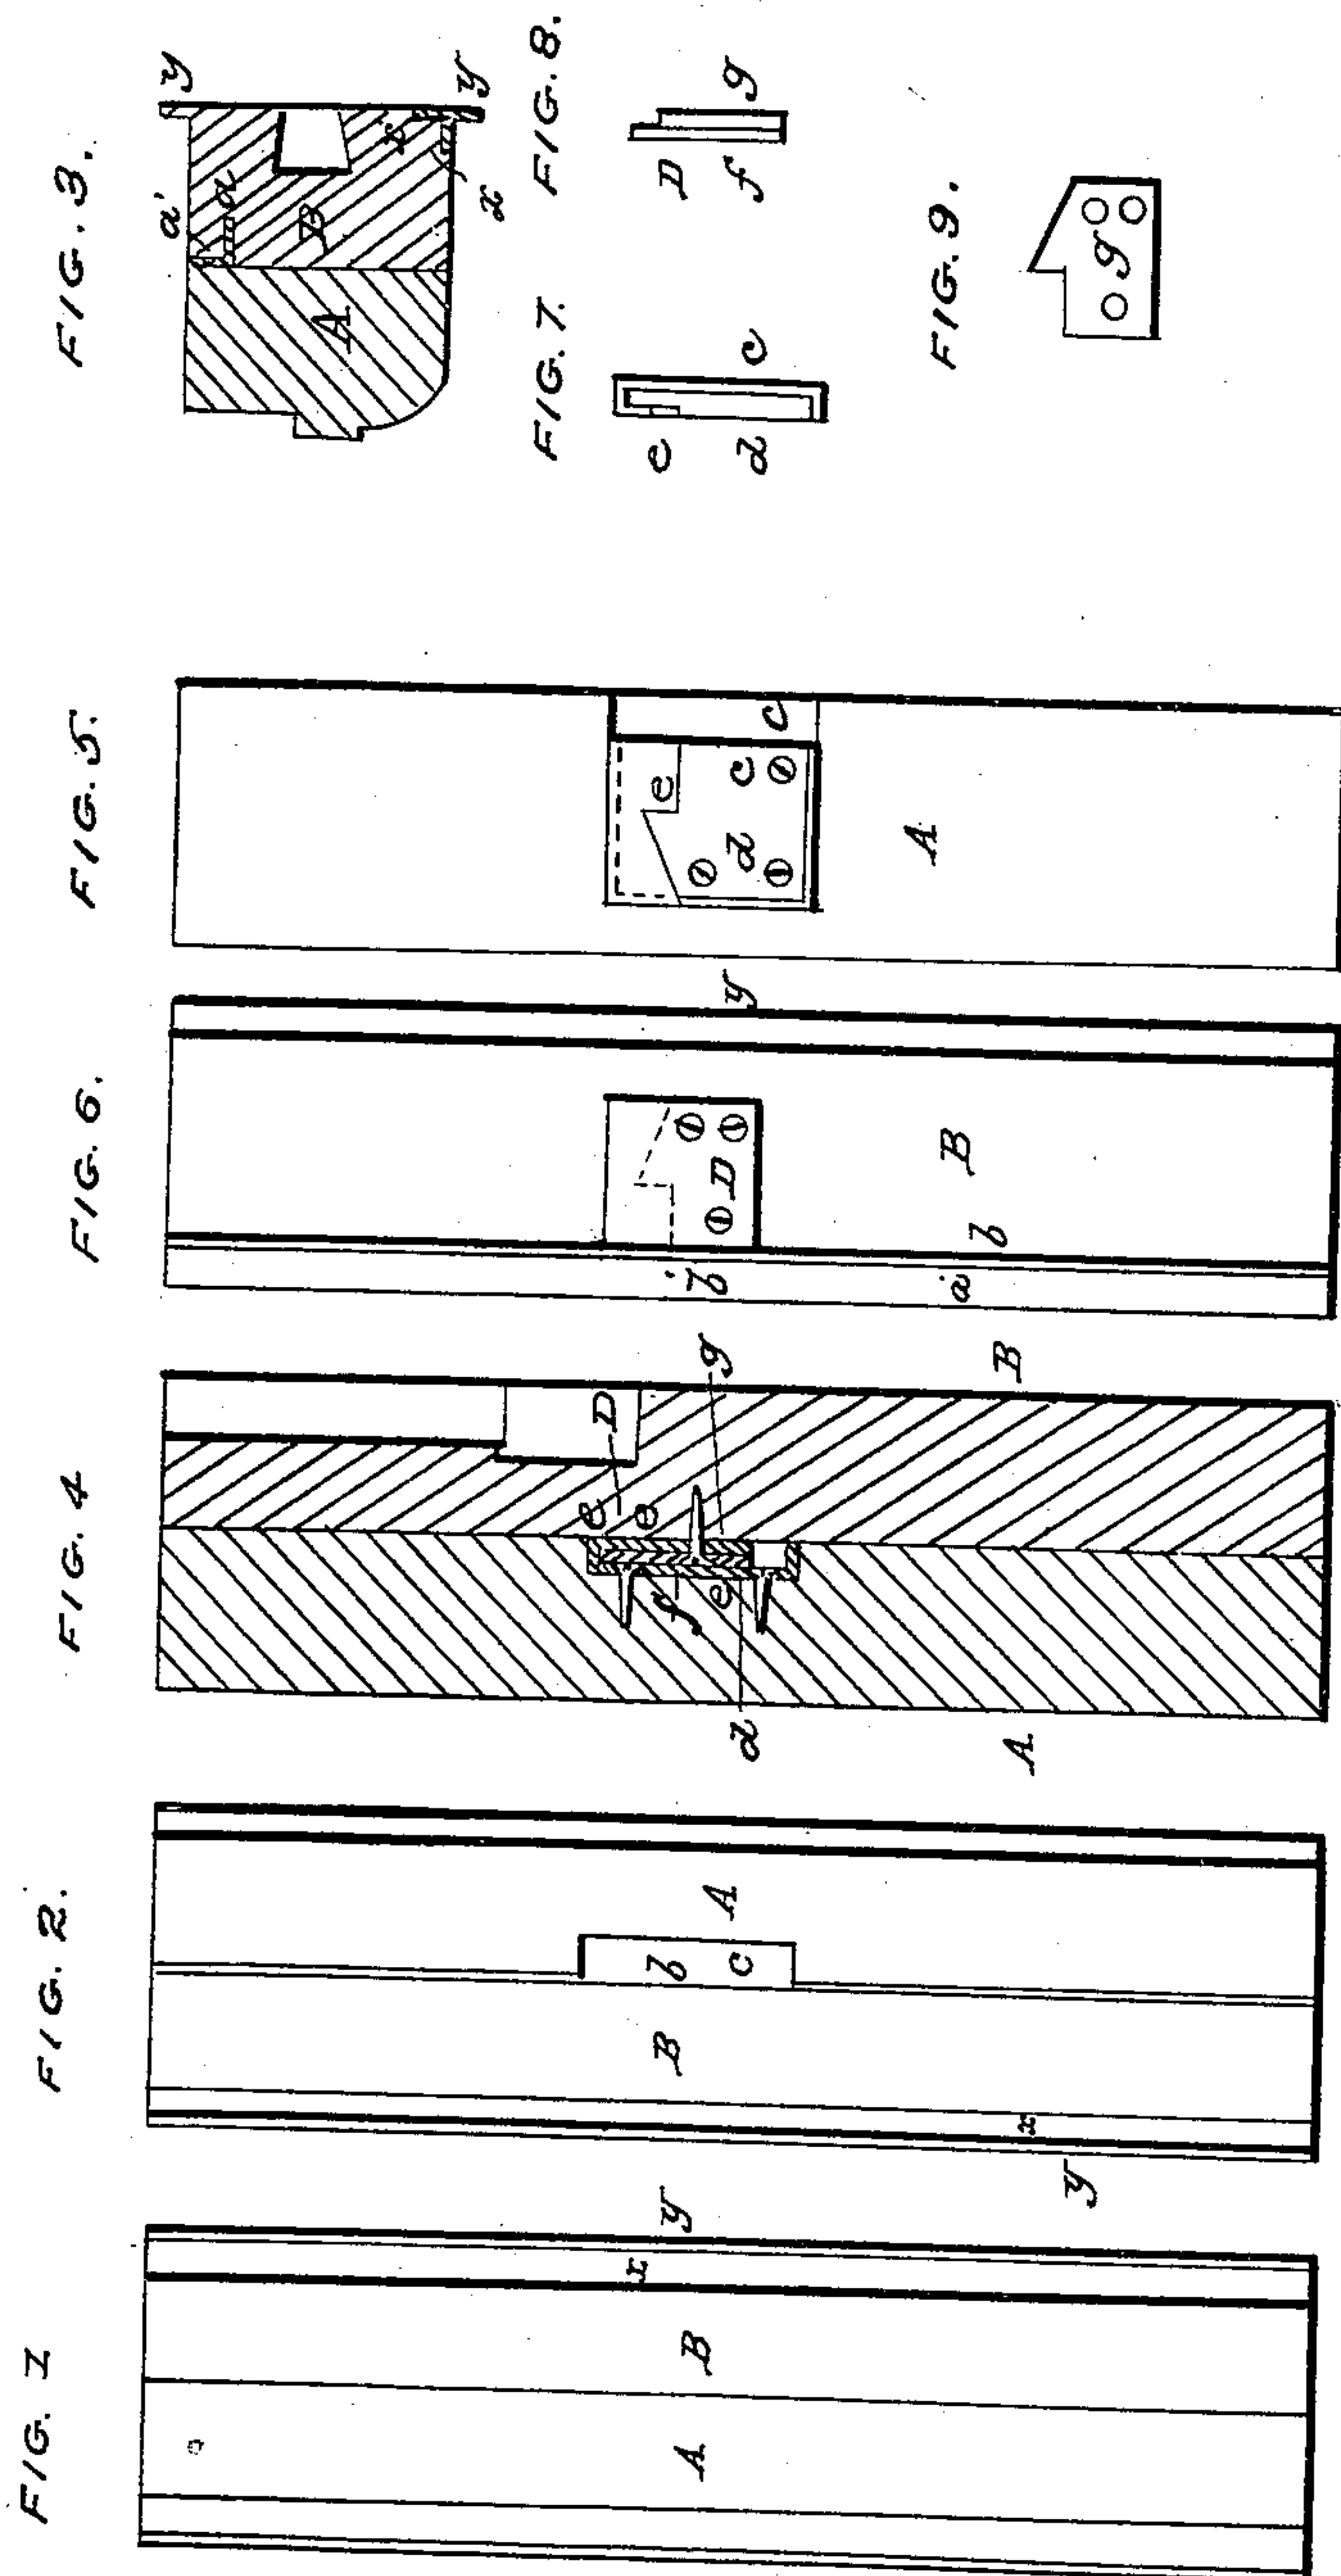 FIG. 3.
y
a'
a
B
A
x
y
x
FIG. 8.
D
g
f
FIG. 7.
e
c
d
FIG. 9.
g
FIG. 5.
e
c
c
d
A
FIG. 6.
y
D
B
b
b'
a
FIG. 4
D
g
e
e
f
e
d
B
A
FIG. 2.
A
b
c
B
x
y
FIG. 1
y
x
B
A